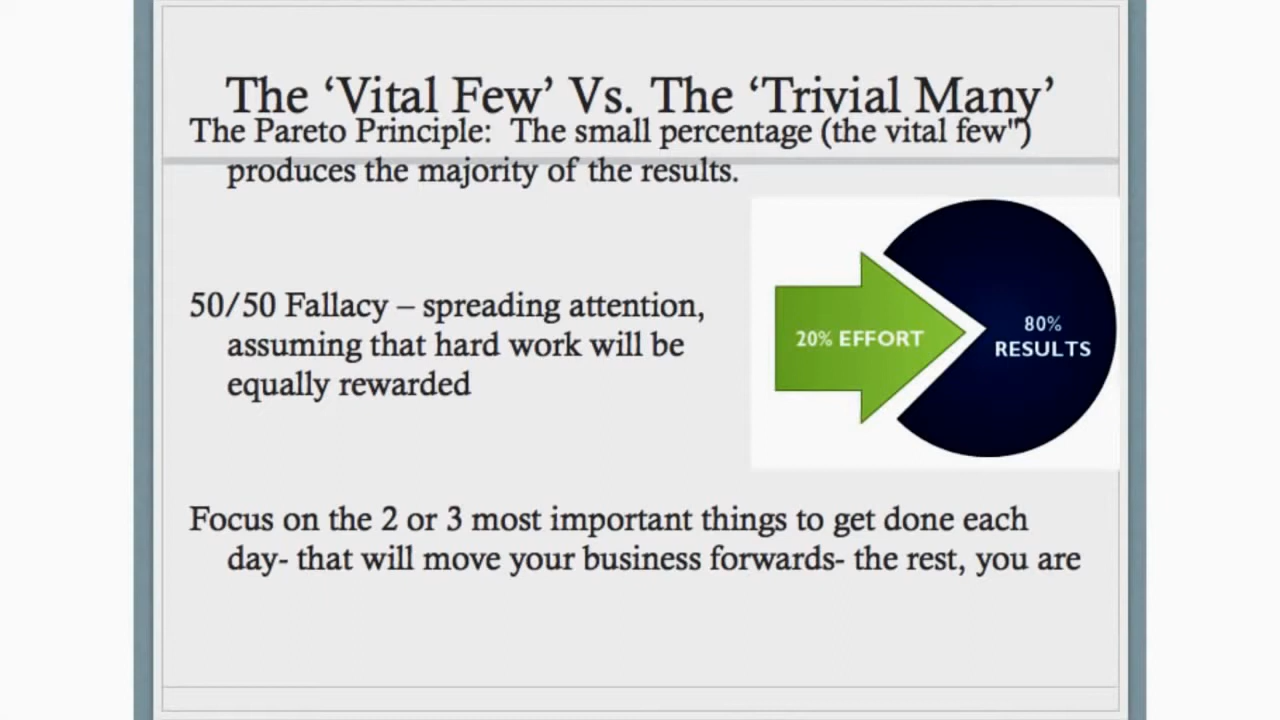 The ‘Vital Few’ Vs. The ‘Trivial Many’
The Pareto Principle:  The small percentage (the vital few")
produces the majority of the results.
50/50 Fallacy – spreading attention,
assuming that hard work will be
equally rewarded
20% EFFORT
80%
RESULTS
Focus on the 2 or 3 most important things to get done each
day- that will move your business forwards- the rest, you are